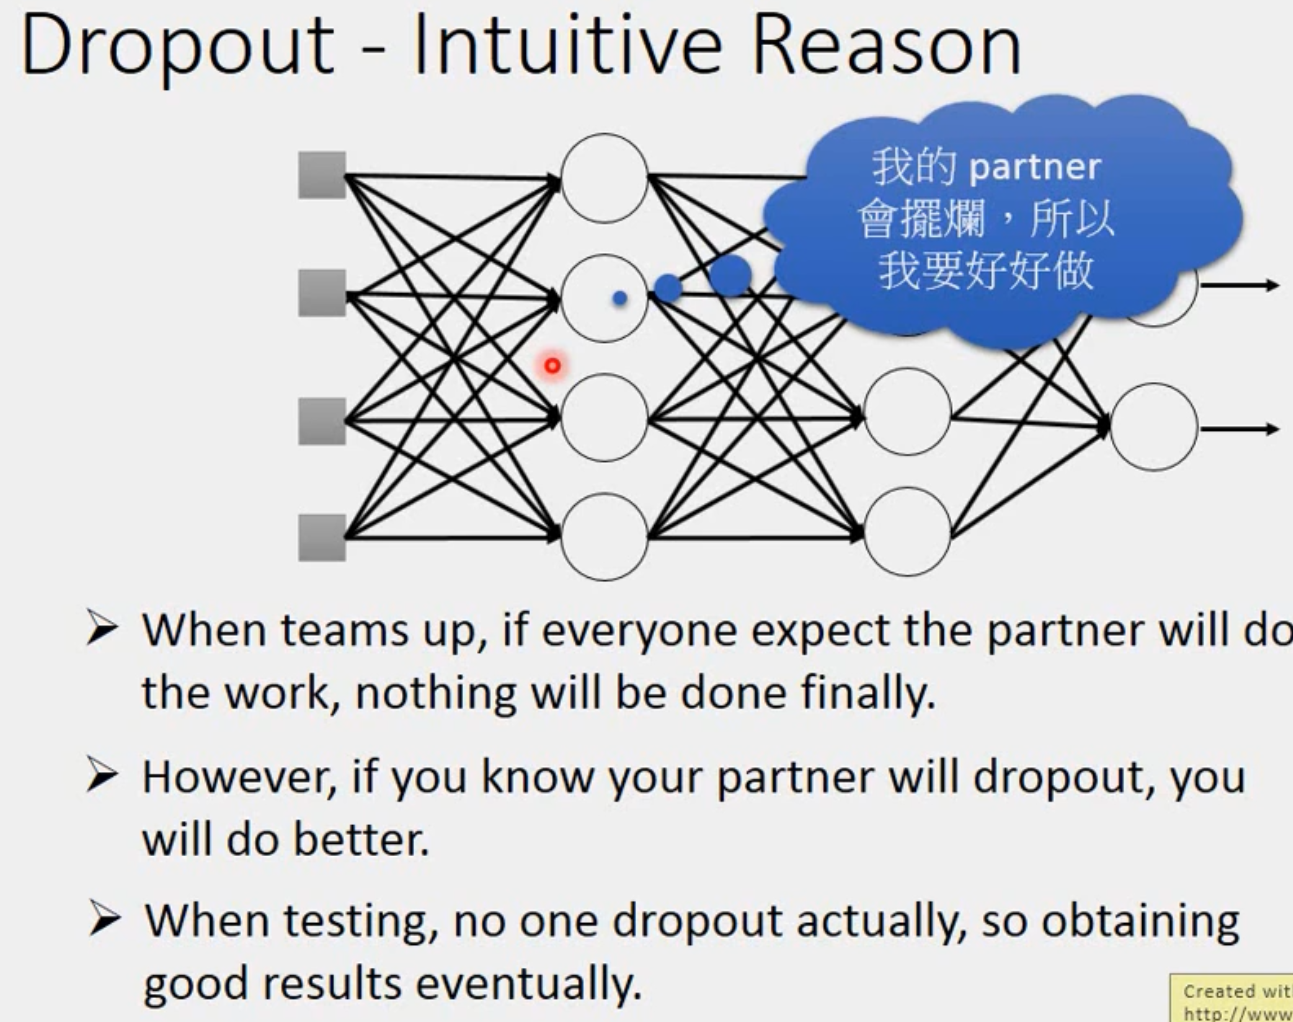 Dropout - Intuitive Reason
我的 partner
會擺爛，所以
我要好好做
➢ When teams up, if everyone expect the partner will do
the work, nothing will be done finally.
➢ However, if you know your partner will dropout, you
will do better.
➢ When testing, no one dropout actually, so obtaining
good results eventually.
Created with
http://www